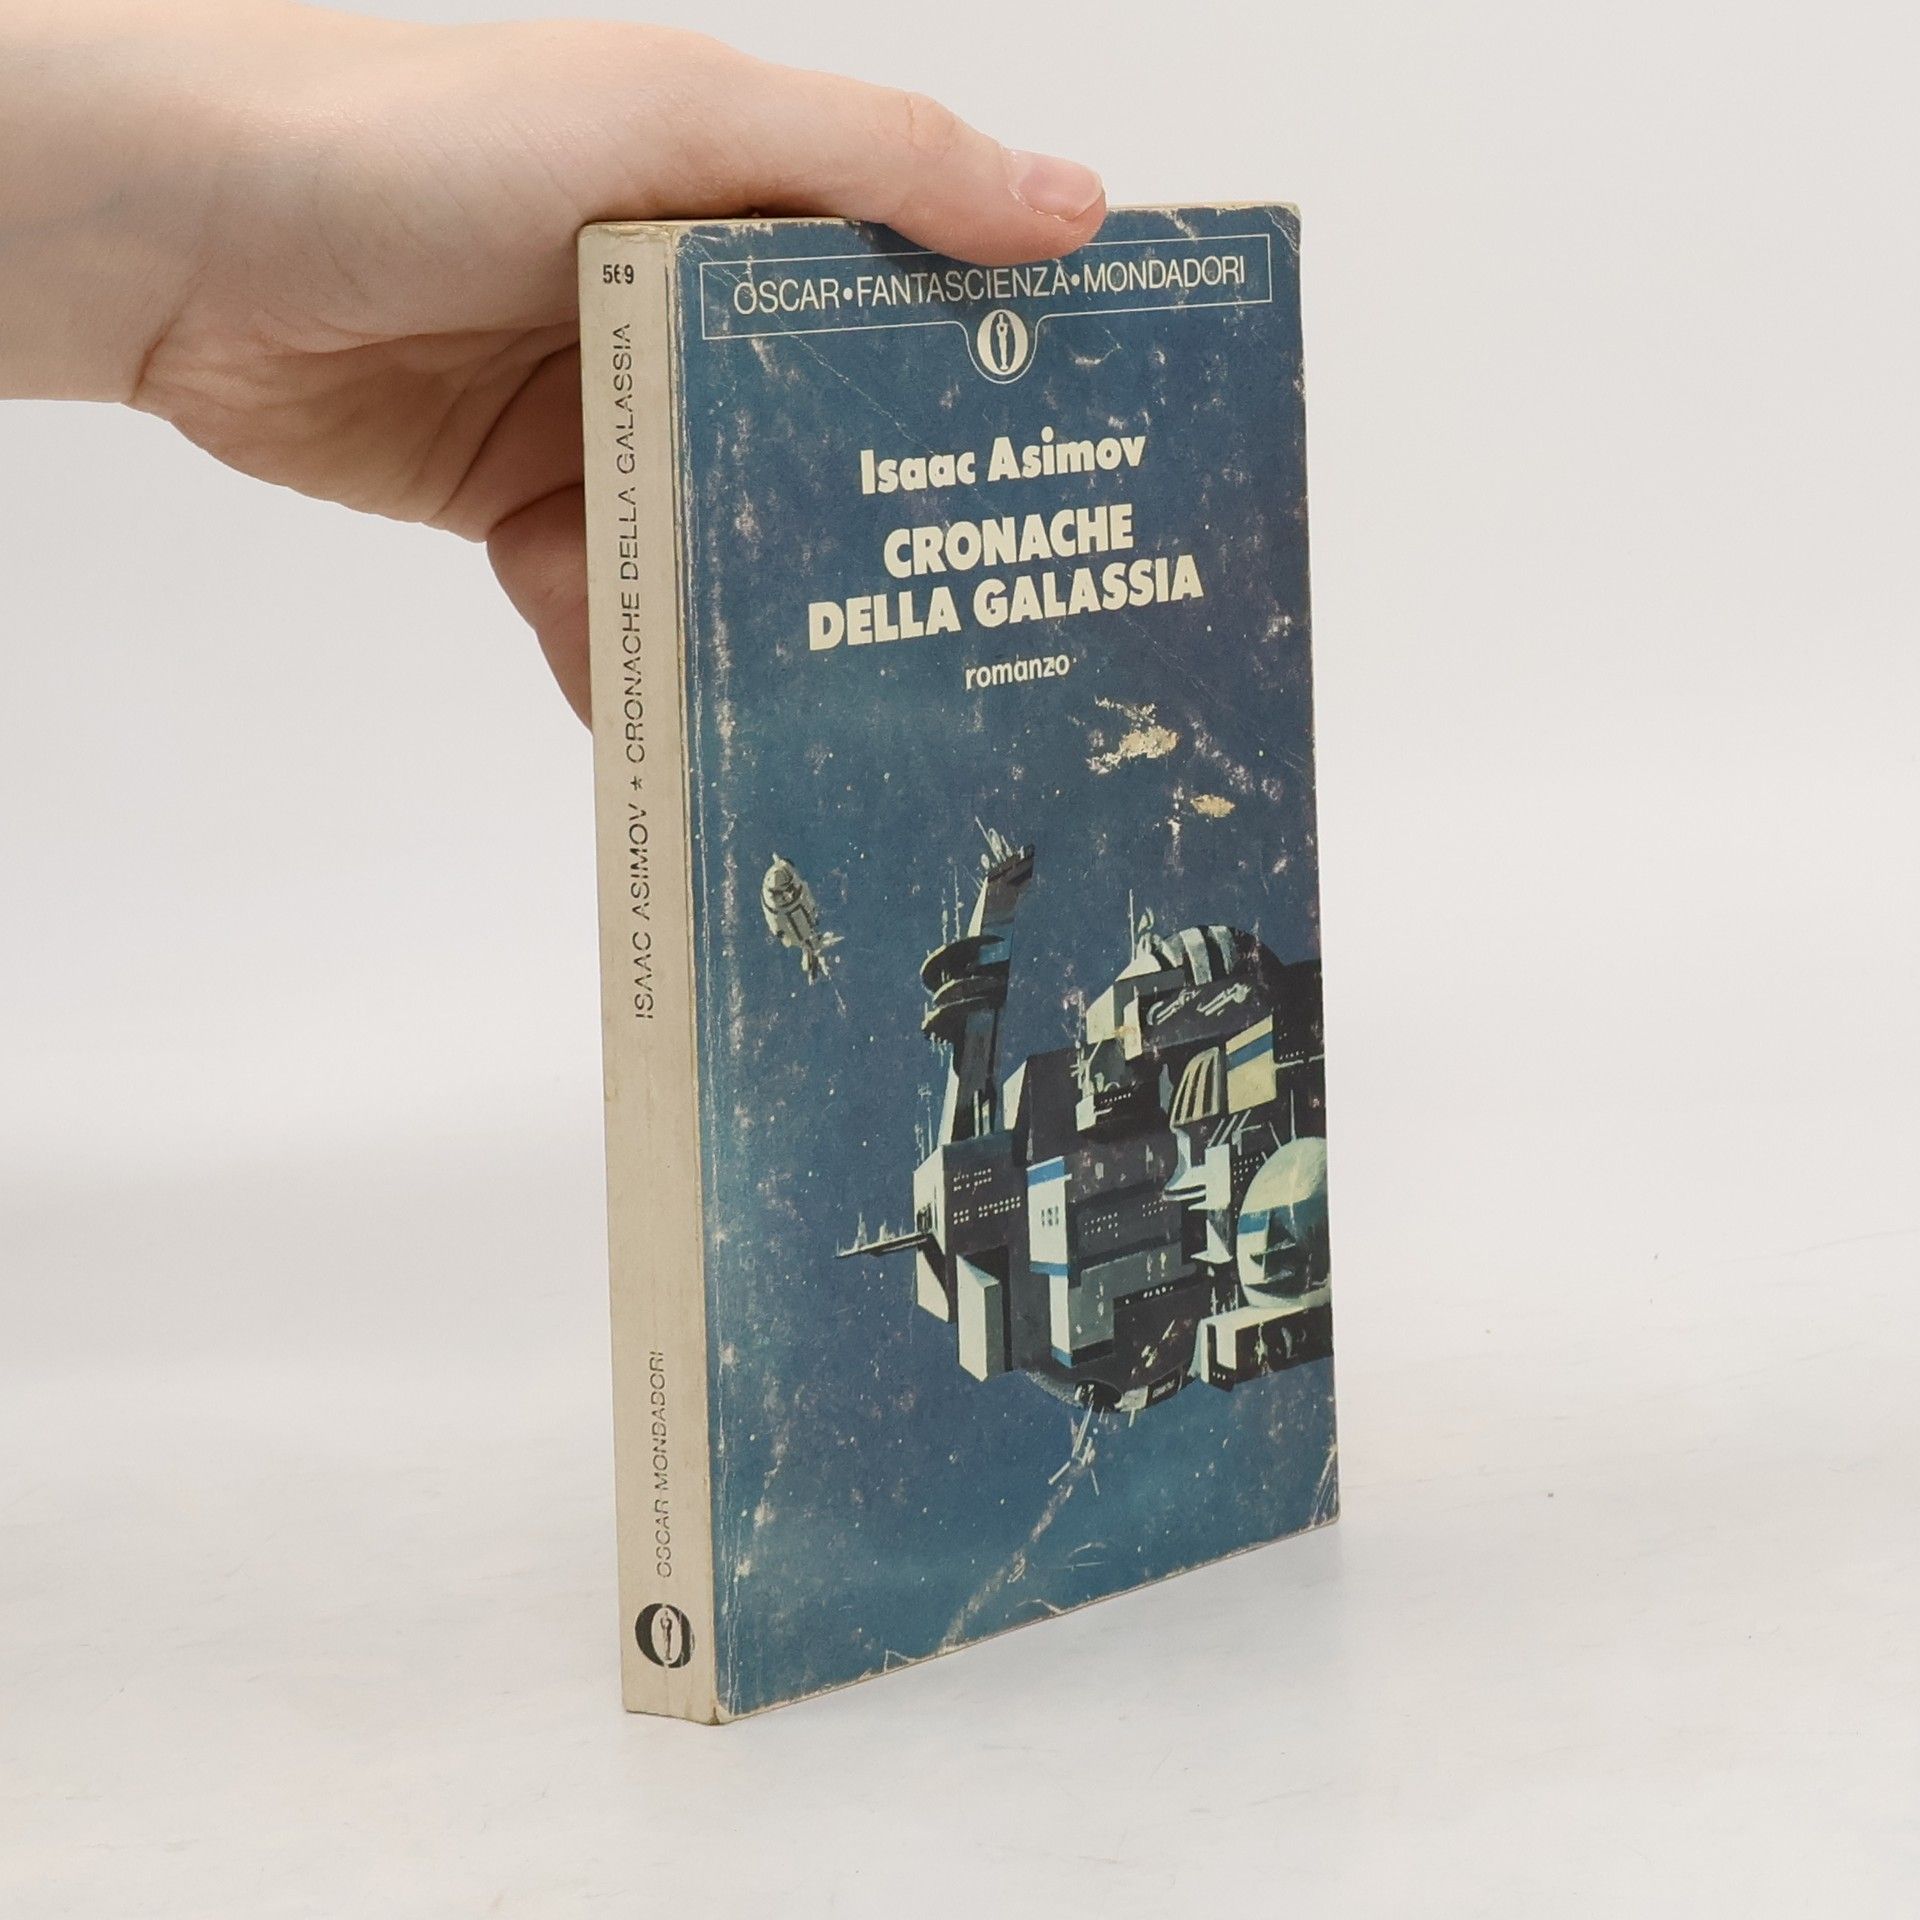 569
ISAAC ASIMOV * CRONACHE DELLA GALASSIA
OSCAR MONDADORI
OSCAR•FANTASCIENZA•MONDADORI
Isaac Asimov
CRONACHE
DELLA GALASSIA
romanzo